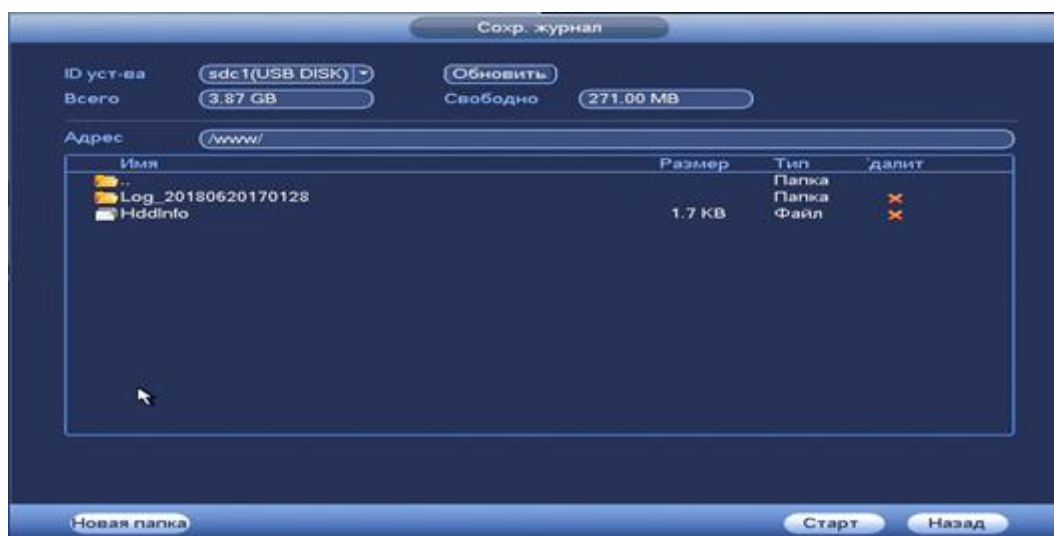 Сохр. журнал
ID уст-ва sdc1(USB DISK) Обновить
Всего 3.87 GB Свободно 271.00 MB
Адрес /www/
Имя Размер Тип 'далит
.. Папка
Log_20180620170128 Папка
HddInfo 1.7 KB Файл
Новая папка Старт Назад